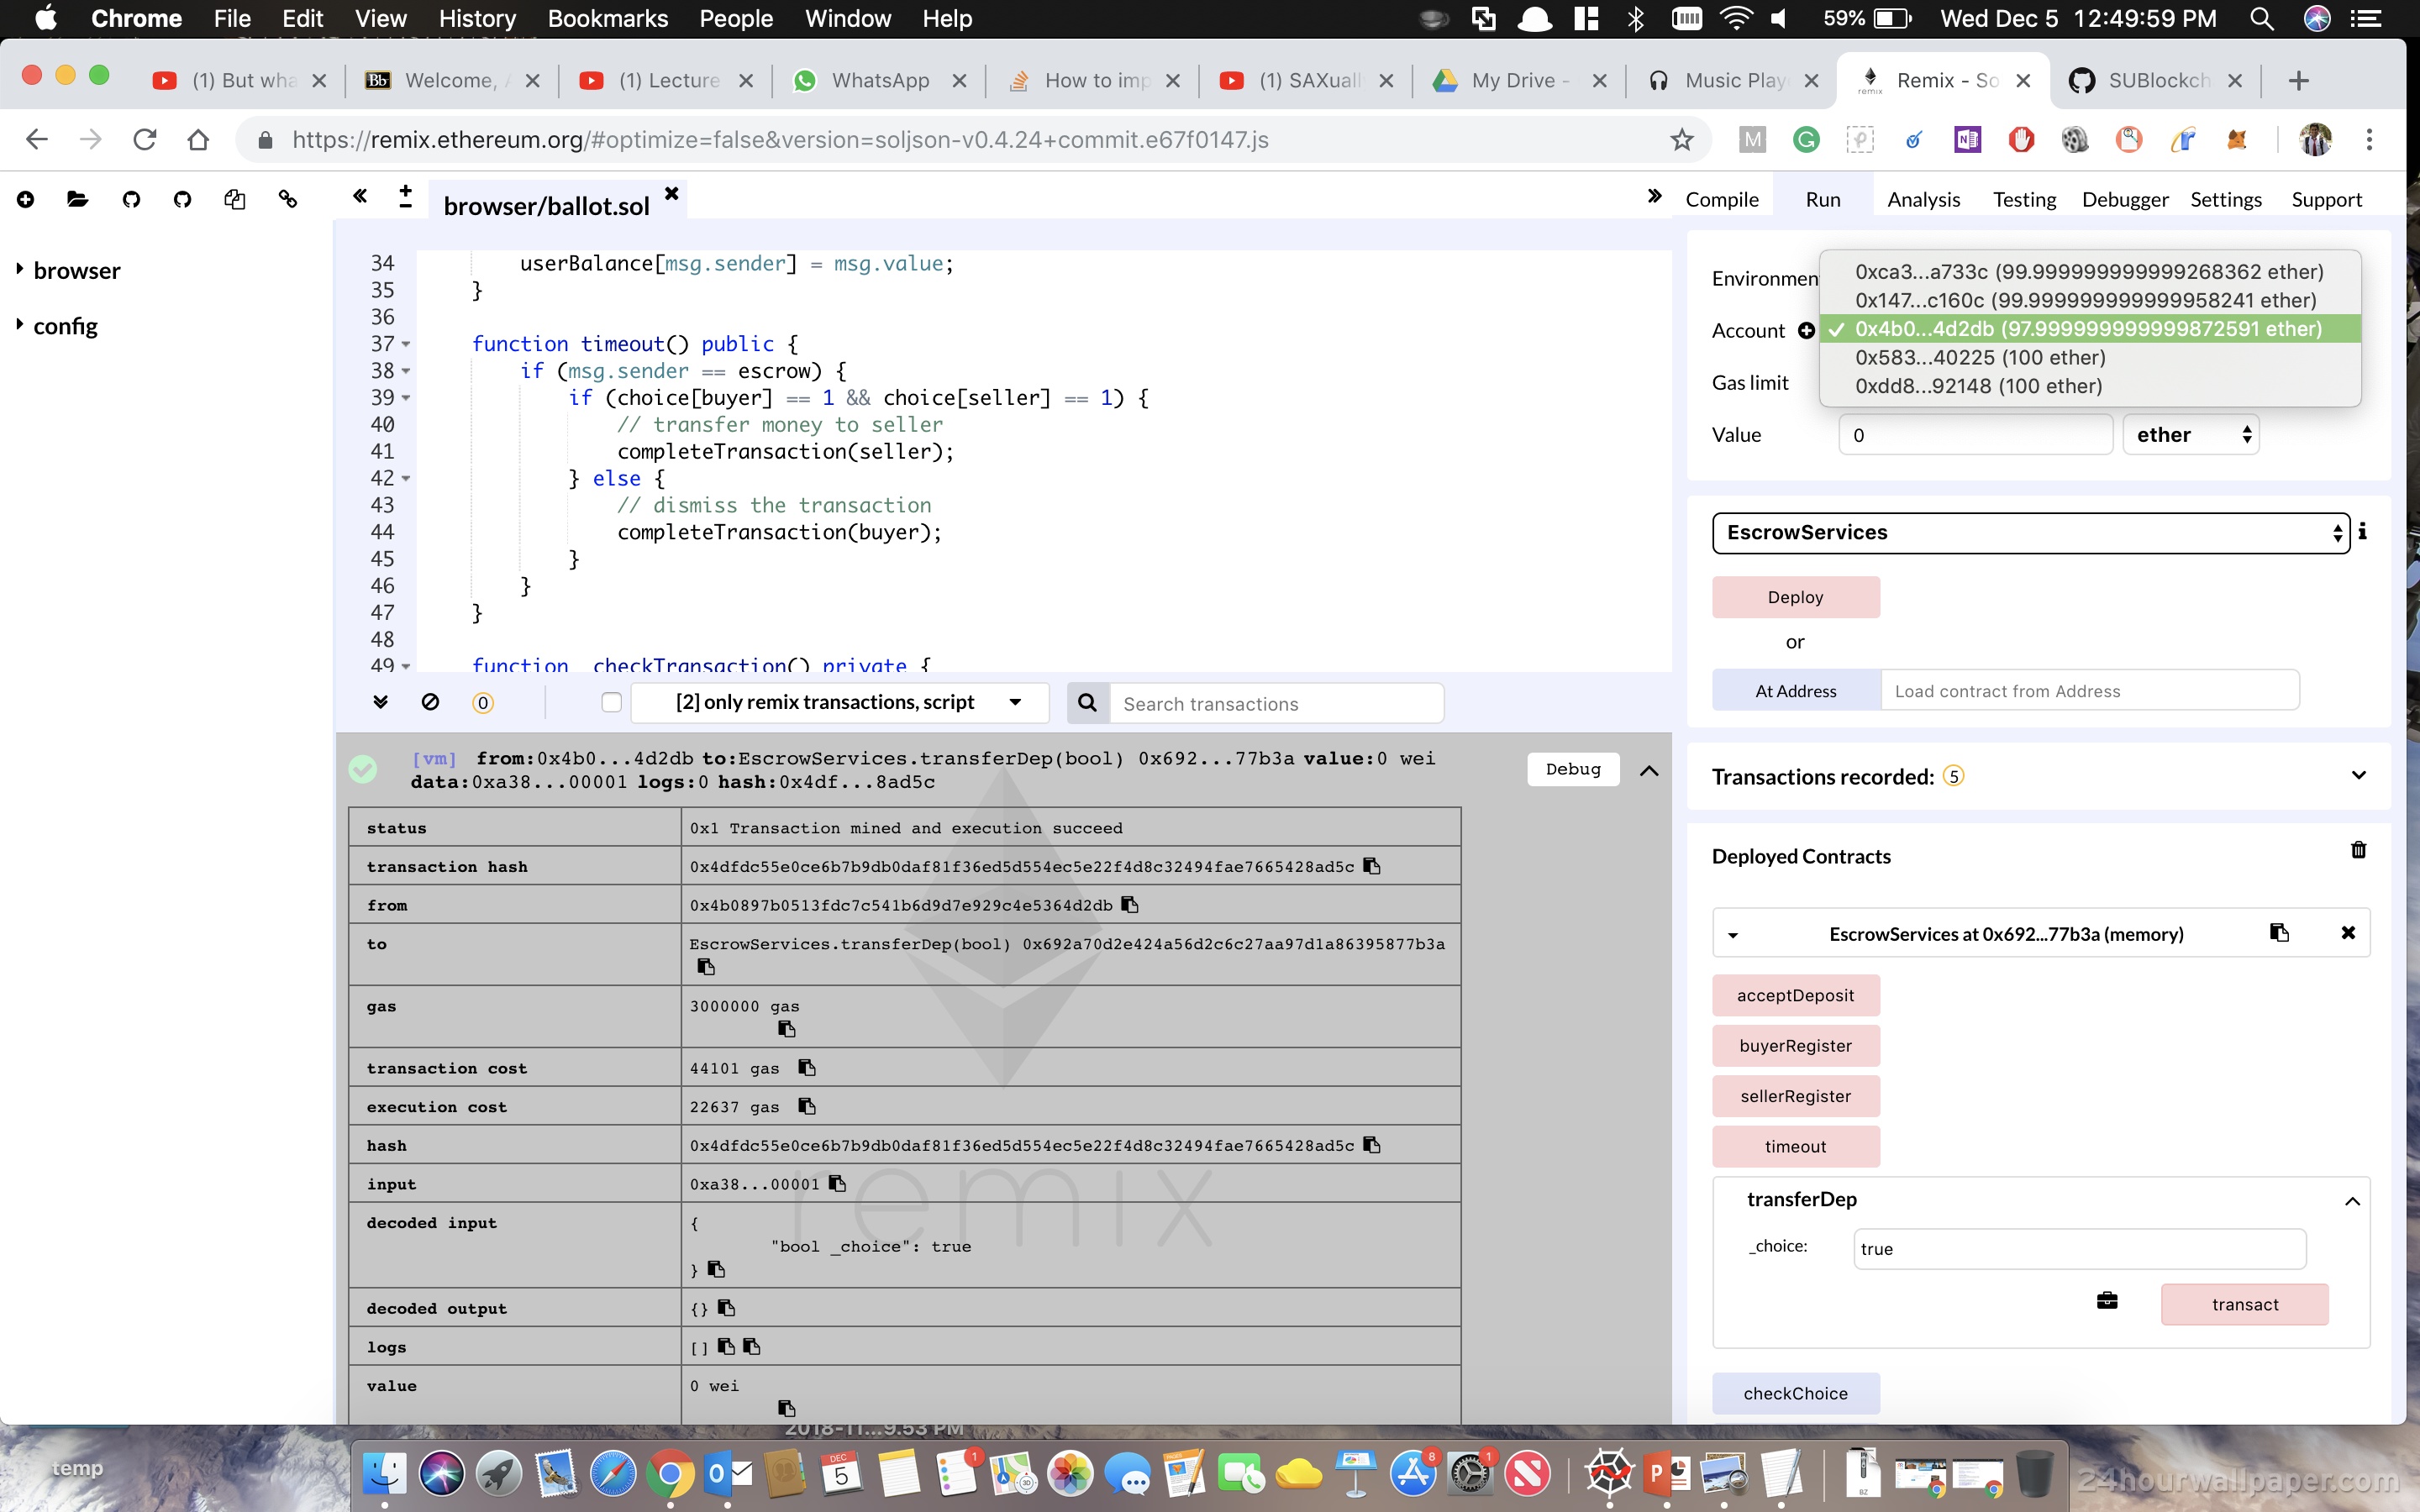 Chrome File Edit View History Bookmarks People Window Help 59% Wed Dec 5 12:49:59 PM
(1) But wha Welcome, (1) Lecture WhatsApp How to imp (1) SAXuall My Drive - Music Play Remix - So SUBlockch
https://remix.ethereum.org/#optimize=false&version=soljson-v0.4.24+commit.e67f0147.js
browser/ballot.sol
Compile Run Analysis Testing Debugger Settings Support
browser
config
34 userBalance[msg.sender] = msg.value;
35 }
36
37 function timeout() public {
38 if (msg.sender == escrow) {
39 if (choice[buyer] == 1 && choice[seller] == 1) {
40 // transfer money to seller
41 completeTransaction(seller);
42 } else {
43 // dismiss the transaction
44 completeTransaction(buyer);
45 }
46 }
47 }
48
49 function _checkTransaction() private {
0
[2] only remix transactions, script
Search transactions
[vm] from:0x4b0...4d2db to:EscrowServices.transferDep(bool) 0x692...77b3a value:0 wei
data:0xa38...00001 logs:0 hash:0x4df...8ad5c
Debug
status 0x1 Transaction mined and execution succeed
transaction hash 0x4dfdc55e0ce6b7b9db0daf81f36ed5d554ec5e22f4d8c32494fae7665428ad5c
from 0x4b0897b0513fdc7c541b6d9d7e929c4e5364d2db
to EscrowServices.transferDep(bool) 0x692a70d2e424a56d2c6c27aa97d1a86395877b3a
gas 3000000 gas
transaction cost 44101 gas
execution cost 22637 gas
hash 0x4dfdc55e0ce6b7b9db0daf81f36ed5d554ec5e22f4d8c32494fae7665428ad5c
input 0xa38...00001
decoded input {
"bool _choice": true
}
decoded output {}
logs []
value 0 wei
remix
Environmen
0xca3...a733c (99.999999999999268362 ether)
0x147...c160c (99.999999999999958241 ether)
Account ✓ 0x4b0...4d2db (97.999999999999872591 ether)
0x583...40225 (100 ether)
Gas limit
0xdd8...92148 (100 ether)
Value 0 ether
EscrowServices
Deploy
or
At Address Load contract from Address
Transactions recorded: 5
Deployed Contracts
EscrowServices at 0x692...77b3a (memory)
acceptDeposit
buyerRegister
sellerRegister
timeout
transferDep
_choice: true
transact
checkChoice
2018-11...9.53 PM
temp
24hourwallpaper.com